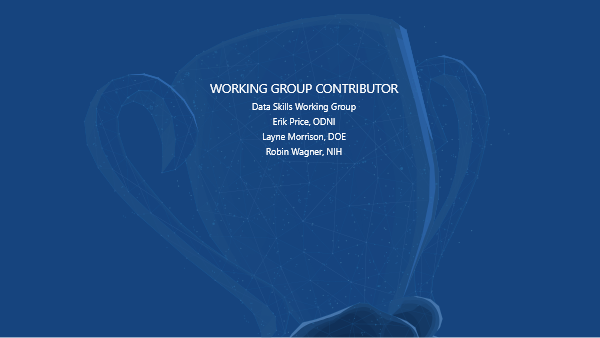 WORKING GROUP CONTRIBUTOR
Data Skills Working Group
Erik Price, ODNI
Layne Morrison, DOE
Robin Wagner, NIH